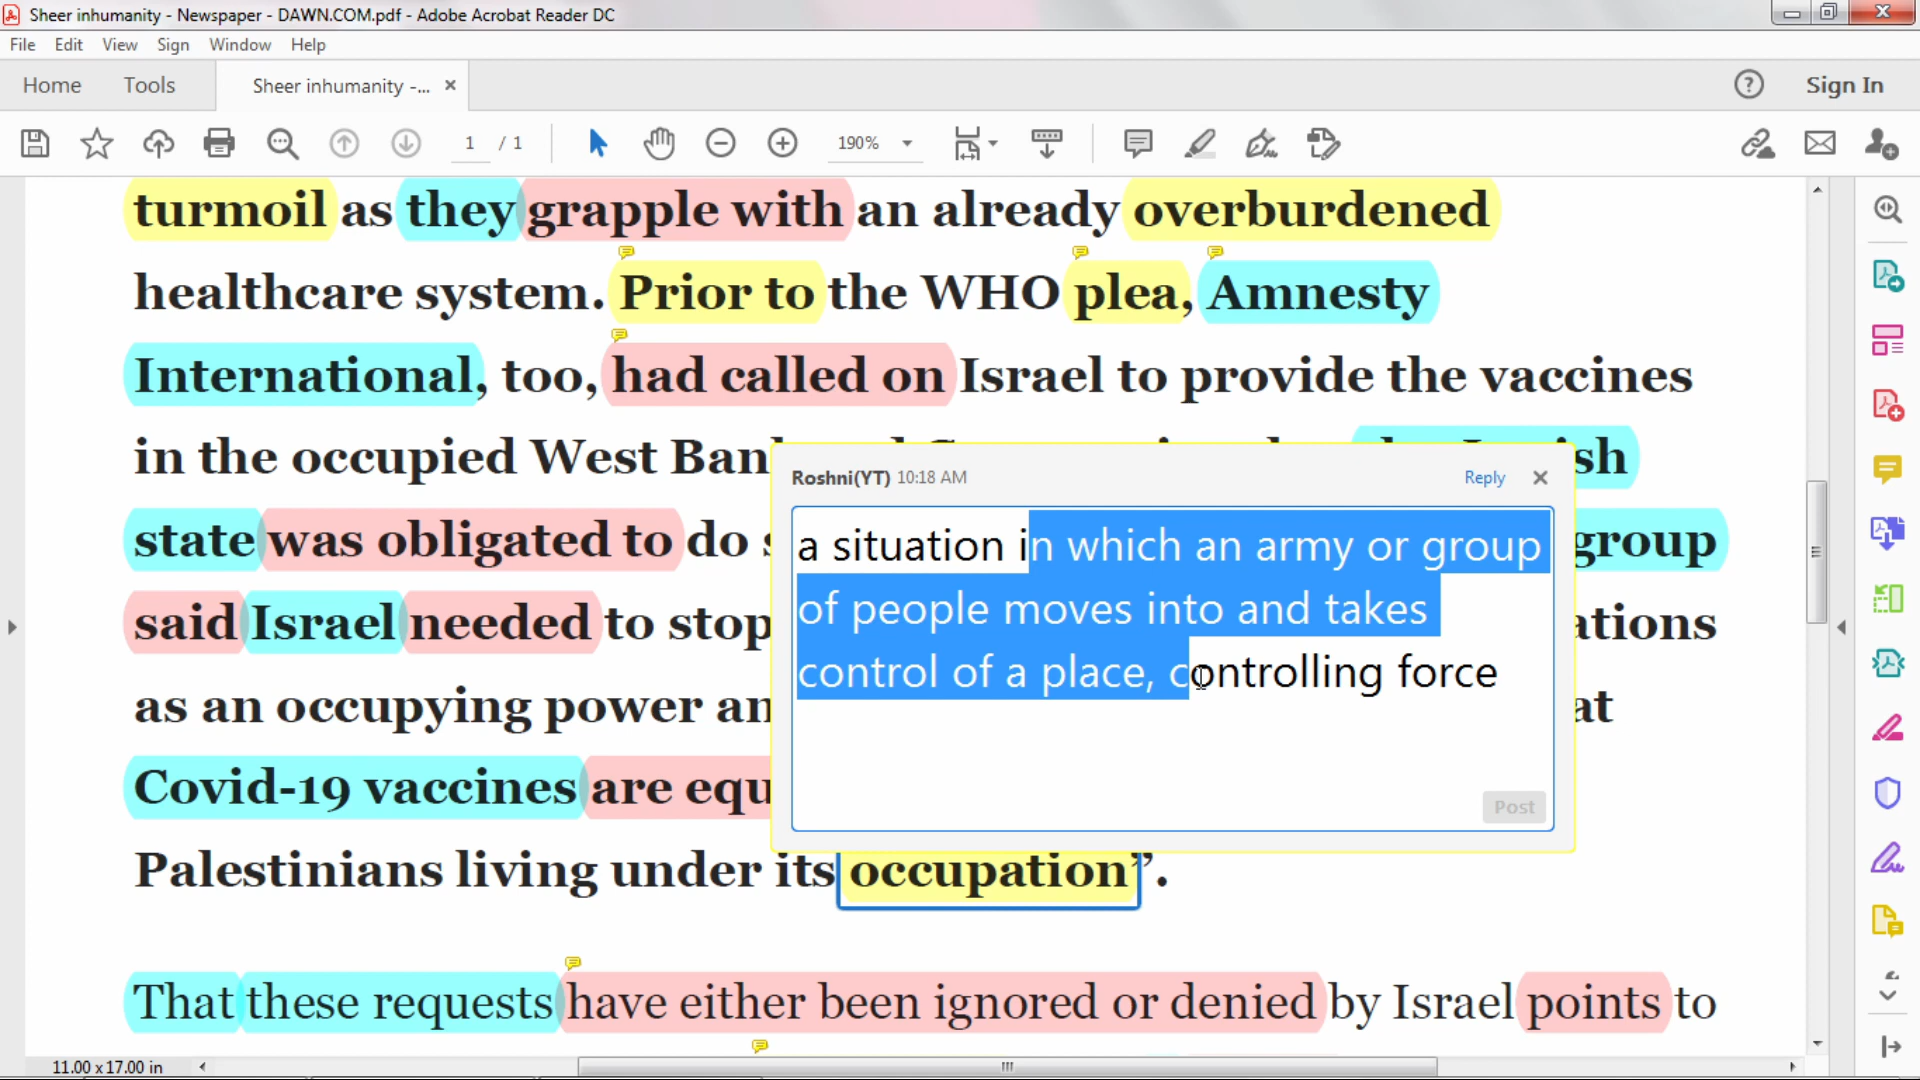 Sheer inhumanity - Newspaper - DAWN.COM.pdf - Adobe Acrobat Reader DC
File Edit View Sign Window Help
Home Tools Sheer inhumanity -... × Sign In
1 / 1 190%
turmoil as they grapple with an already overburdened
healthcare system. Prior to the WHO plea, Amnesty
International, too, had called on Israel to provide the vaccines
in the occupied West
state was obligated to do group
said Israel needed to stop
as an occupying power
Covid-19 vaccines are
Palestinians living under its occupation”.
That these requests have either been ignored or denied by Israel points to
Roshni(YT) 10:18 AM Reply
a situation in which an army or group
of people moves into and takes
control of a place, controlling force
Post
11.00 x 17.00 in